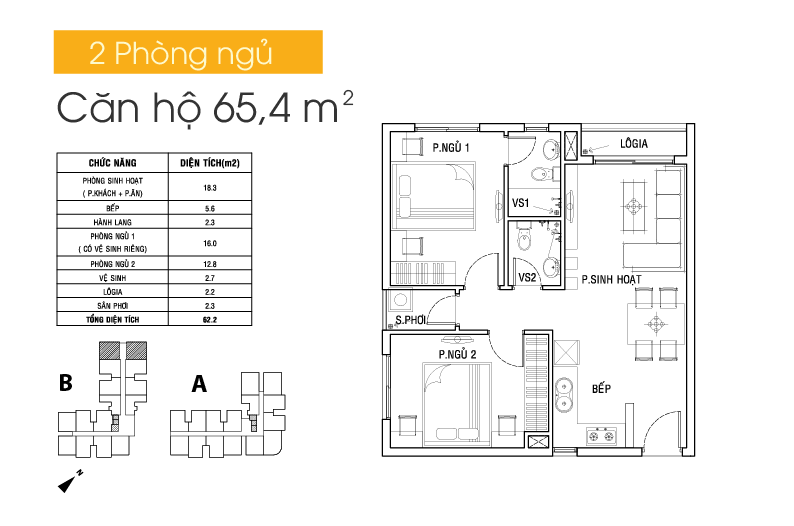 2 Phòng ngủ
Căn hộ 65,4 m2
CHỨC NĂNG DIỆN TÍCH(m2)
PHÒNG SINH HOẠT
( P.KHÁCH + P.ĂN) 18.3
BẾP 5.6
HÀNH LANG 2.3
PHÒNG NGỦ 1
( CÓ VỆ SINH RIÊNG) 16.0
PHÒNG NGỦ 2 12.8
VỆ SINH 2.7
LÔGIA 2.2
SÂN PHƠI 2.3
TỔNG DIỆN TÍCH 62.2
B
A
N
P.NGỦ 1
LÔGIA
VS1
VS2
P.SINH HOẠT
S.PHƠI
P.NGỦ 2
BẾP